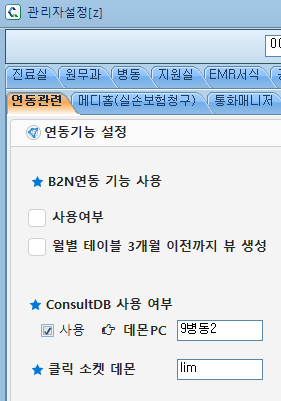 관리자설정[z]
진료실 원무과 병동 지원실 EMR서식
연동관련 메디홈(실손보험청구) 통화매니저
연동기능 설정
★ B2N연동 기능 사용
사용여부
월별 테이블 3개월 이전까지 뷰 생성
★ ConsultDB 사용 여부
사용 데몬PC 9병동2
★ 클릭 소켓 데몬 lim